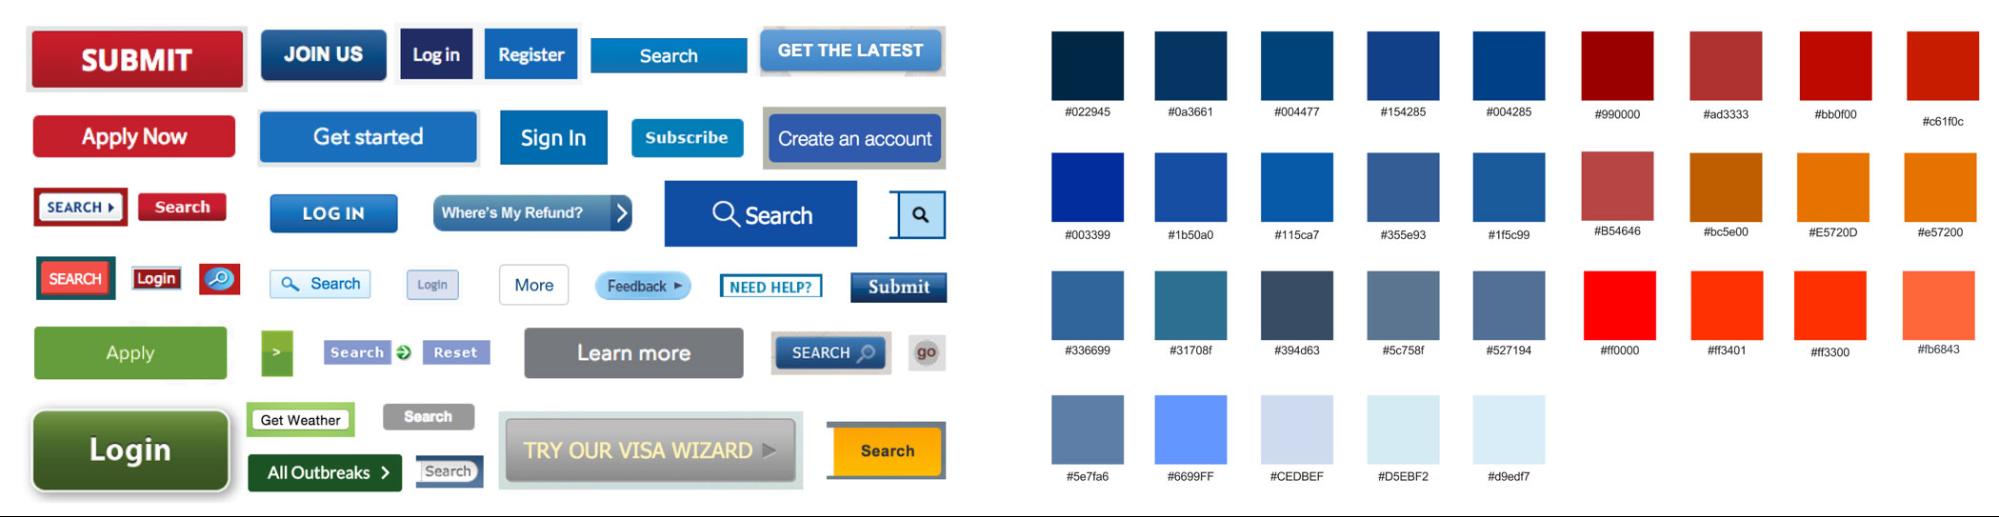 SUBMIT
JOIN US
Log in
Register
Search
GET THE LATEST
Apply Now
Get started
Sign In
Subscribe
Create an account
SEARCH
Search
LOG IN
Where's My Refund?
Search
SEARCH
Login
Search
Login
More
Feedback
NEED HELP?
Submit
Apply
>
Search
Reset
Learn more
SEARCH
go
Login
Get Weather
Search
All Outbreaks >
Search
TRY OUR VISA WIZARD
Search
#022945
#0a3661
#004477
#154285
#004285
#990000
#ad3333
#bb0f00
#c61f0c
#003399
#1b50a0
#115ca7
#355e93
#1f5c99
#B54646
#bc5e00
#E5720D
#e57200
#336699
#31708f
#394d63
#5c758f
#527194
#ff0000
#ff3401
#ff3300
#fb6843
#5e7fa6
#6699FF
#CEDBEF
#D5EBF2
#d9edf7